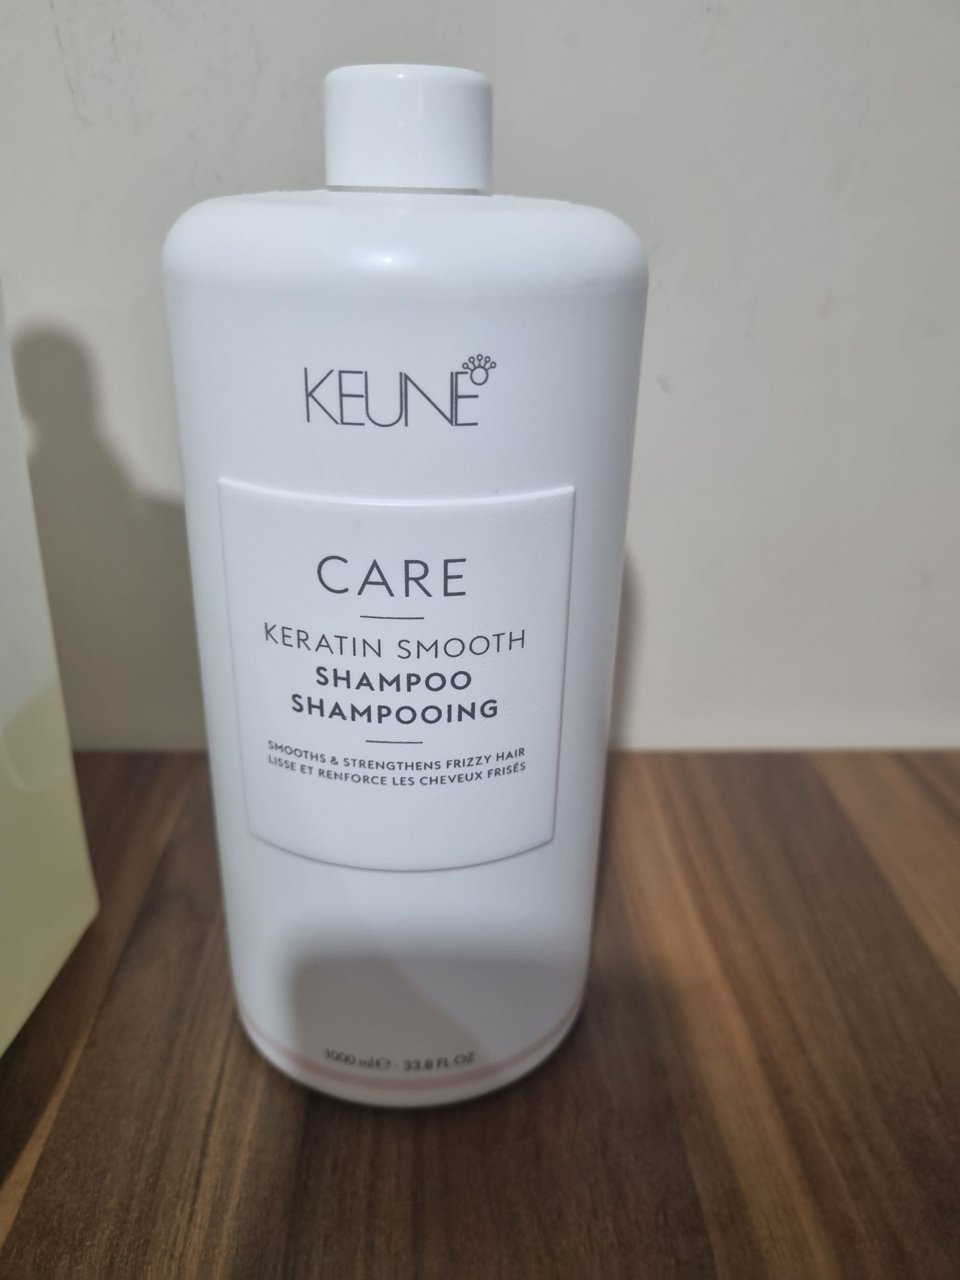 KEUNE
CARE
KERATIN SMOOTH
SHAMPOO
SHAMPOOING
SMOOTHS & STRENGTHENS FRIZZY HAIR
LISSE ET RENFORCE LES CHEVEUX FRISÉS
1000 ml ℮ - 33.8 FL.OZ